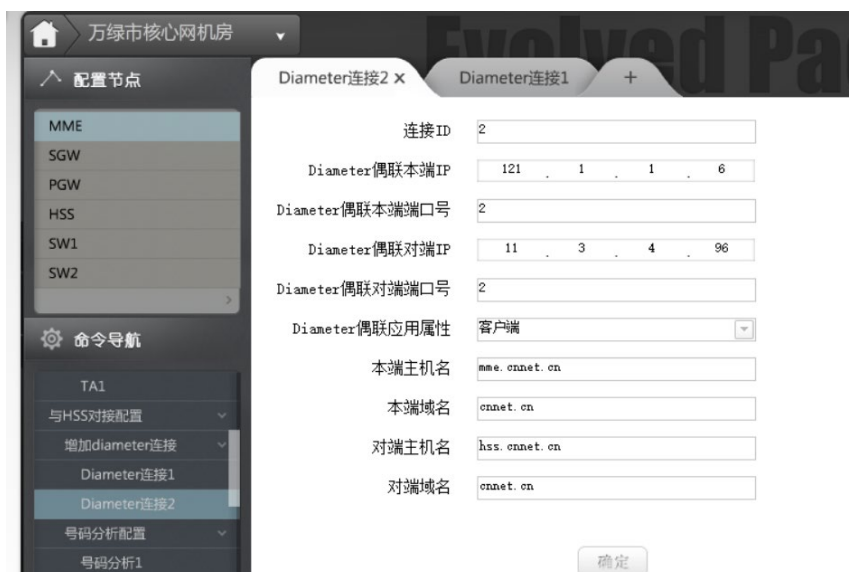 万绿市核心网机房
Evolved Pa
配置节点
MME
SGW
PGW
HSS
SW1
SW2
命令导航
TA1
与HSS对接配置
增加diameter连接
Diameter连接1
Diameter连接2
号码分析配置
号码分析1
Diameter连接2 x
Diameter连接1
+
连接ID 2
Diameter偶联本端IP 121 . 1 . 1 . 6
Diameter偶联本端端口号 2
Diameter偶联对端IP 11 . 3 . 4 . 96
Diameter偶联对端端口号 2
Diameter偶联应用属性 客户端
本端主机名 mme.cnnet.cn
本端域名 cnnet.cn
对端主机名 hss.cnnet.cn
对端域名 cnnet.cn
确定